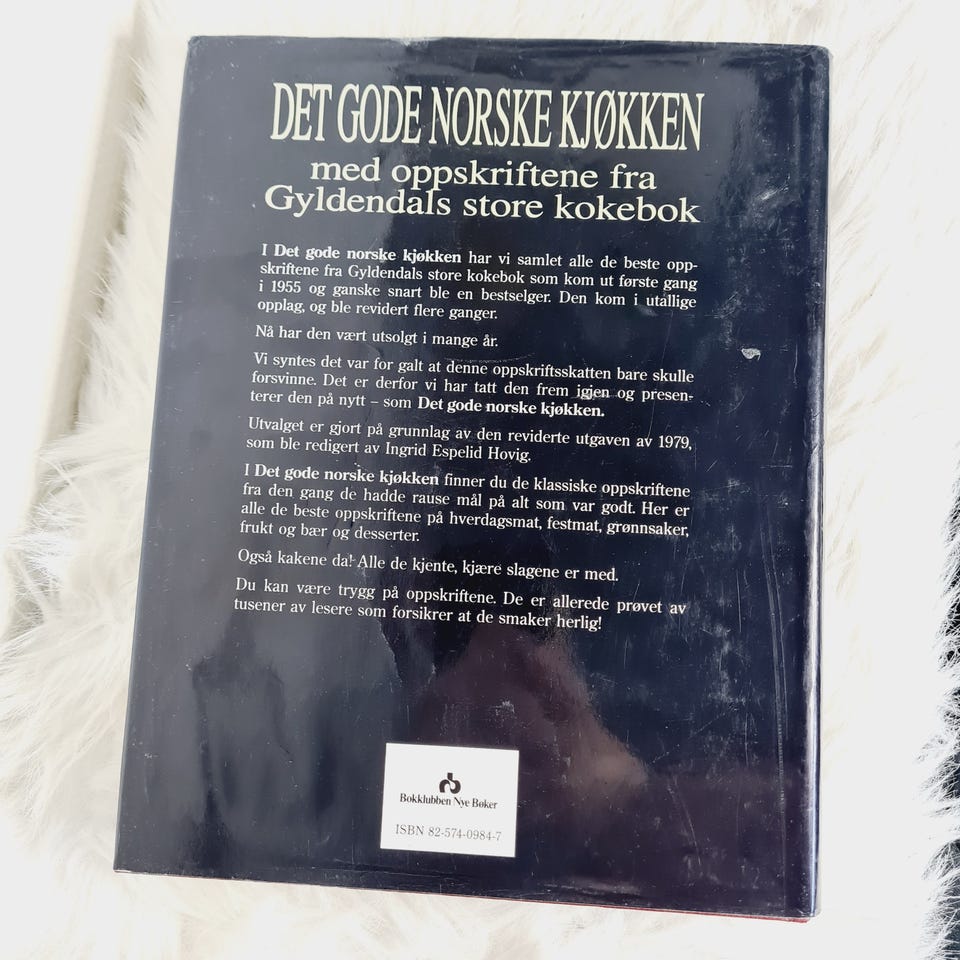 DET GODE NORSKE KJØKKEN
med oppskriftene fra
Gyldendals store kokebok
I Det gode norske kjøkken har vi samlet alle de beste opp-
skriftene fra Gyldendals store kokebok som kom ut første gang
i 1955 og ganske snart ble en bestselger. Den kom i utallige
opplag, og ble revidert flere ganger.
Nå har den vært utsolgt i mange år.
Vi syntes det var for galt at denne oppskriftsskatten bare skulle
forsvinne. Det er derfor vi har tatt den frem igjen og presen-
terer den på nytt – som Det gode norske kjøkken.
Utvalget er gjort på grunnlag av den reviderte utgaven av 1979,
som ble redigert av Ingrid Espelid Hovig.
I Det gode norske kjøkken finner du de klassiske oppskriftene
fra den gang de hadde rause mål på alt som var godt. Her er
alle de beste oppskriftene på hverdagsmat, festmat, grønnsaker,
frukt og bær og desserter.
Også kakene da! Alle de kjente, kjære slagene er med.
Du kan være trygg på oppskriftene. De er allerede prøvet av
tusener av lesere som forsikrer at de smaker herlig!
Bokklubben Nye Bøker
ISBN 82-574-0984-7